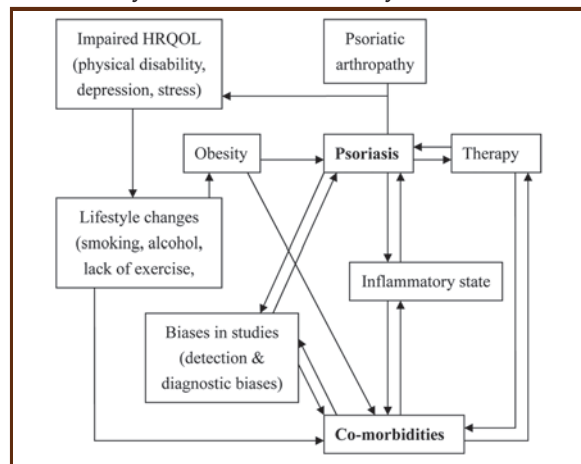 Impaired HRQOL
(physical disability,
depression, stress)
Psoriatic
arthropathy
Obesity
Psoriasis
Therapy
Lifestyle changes
(smoking, alcohol,
lack of exercise,
Inflammatory state
Biases in studies
(detection &
diagnostic biases)
Co-morbidities